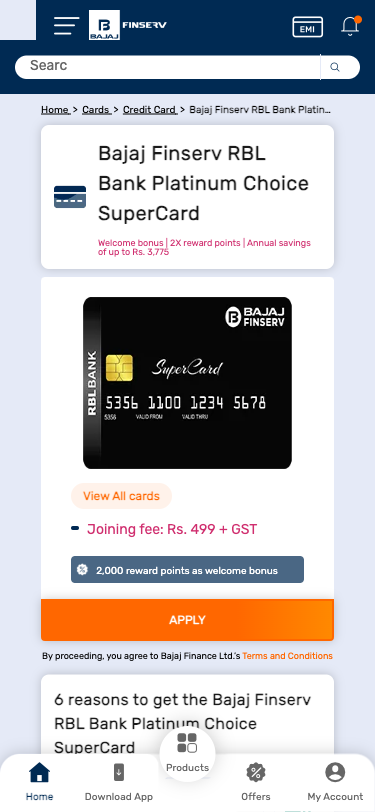 BAJAJ FINSERV
EMI
Searc
Home > Cards > Credit Card > Bajaj Finserv RBL Bank Platin...
Bajaj Finserv RBL
Bank Platinum Choice
SuperCard
Welcome bonus | 2X reward points | Annual savings
of up to Rs. 3,775
BAJAJ
FINSERV
RBLBANK
SuperCard
5356 1100 1234 5678
5356 VALID FROM VALID THRU
View All cards
Joining fee: Rs. 499 + GST
2,000 reward points as welcome bonus
APPLY
By proceeding, you agree to Bajaj Finance Ltd.'s Terms and Conditions
6 reasons to get the Bajaj Finserv
RBL Bank Platinum Choice
SuperCard
Home
Download App
Products
Offers
My Account